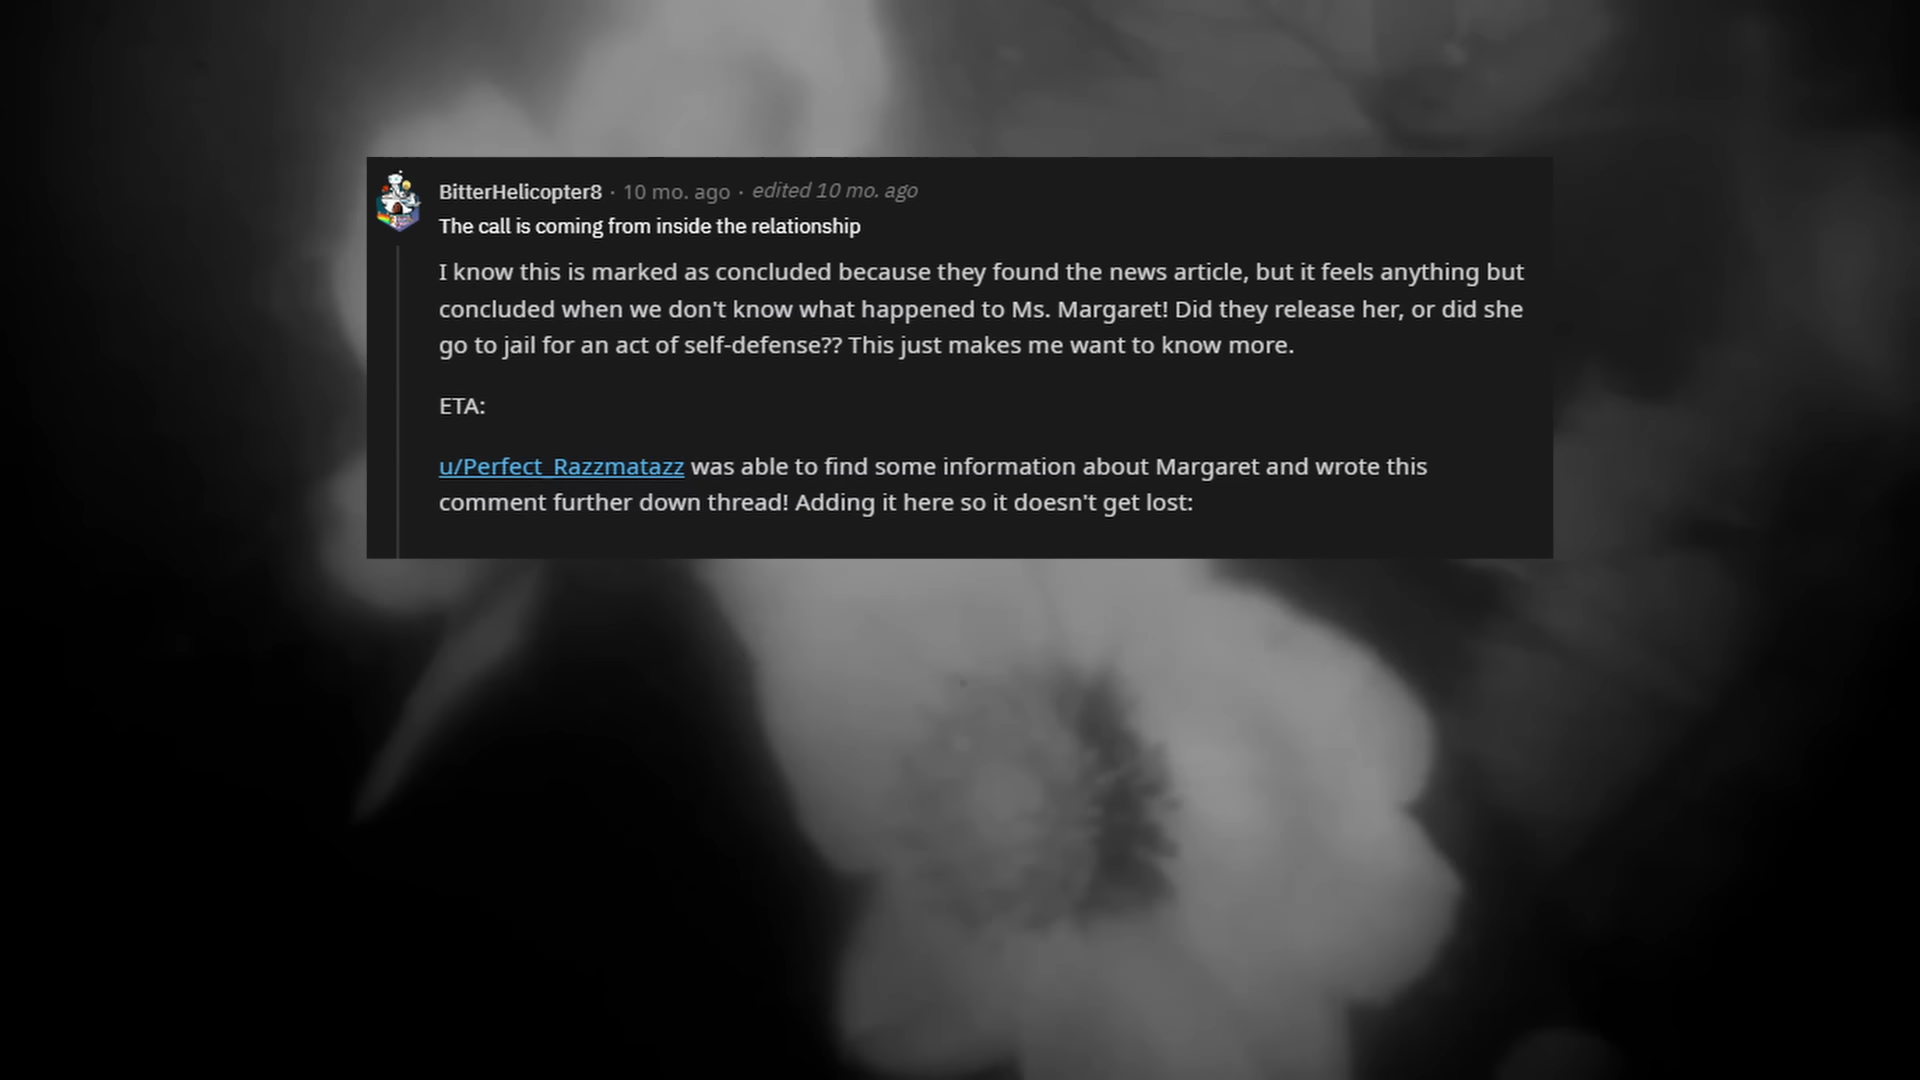 BitterHelicopter8 · 10 mo. ago · edited 10 mo. ago
The call is coming from inside the relationship
I know this is marked as concluded because they found the news article, but it feels anything but
concluded when we don't know what happened to Ms. Margaret! Did they release her, or did she
go to jail for an act of self-defense?? This just makes me want to know more.
ETA:
u/Perfect_Razzmatazz was able to find some information about Margaret and wrote this
comment further down thread! Adding it here so it doesn't get lost: